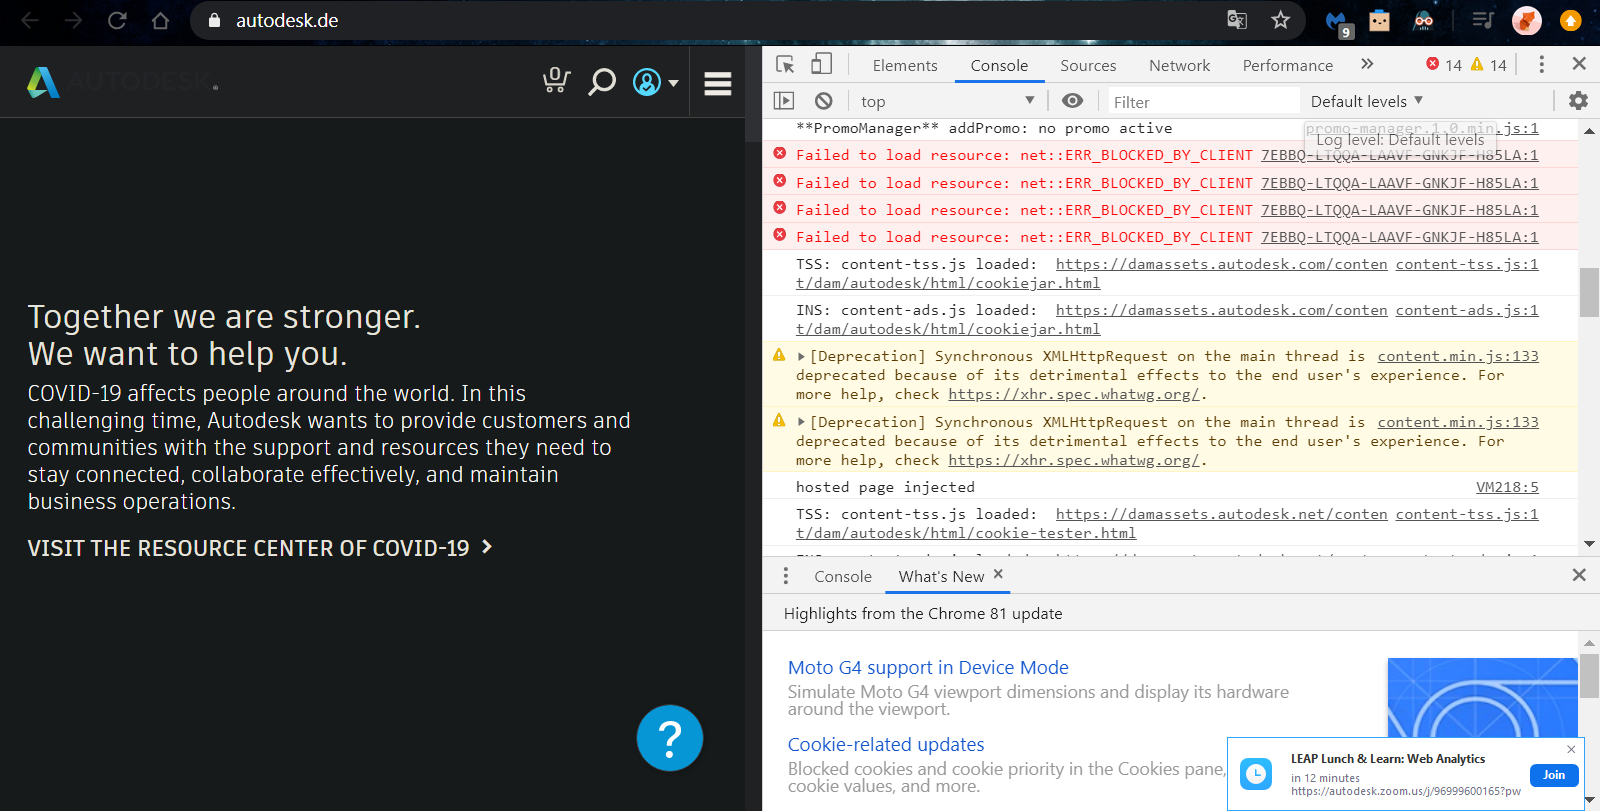 autodesk.de
9
AUTODESK.
0
Elements Console Sources Network Performance » 14 14
top Filter Default levels
**PromoManager** addPromo: no promo active promo-manager.1.0.min.js:1
Log level: Default levels
Failed to load resource: net::ERR_BLOCKED_BY_CLIENT 7EBBQ-LTQQA-LAAVF-GNKJF-H85LA:1
Failed to load resource: net::ERR_BLOCKED_BY_CLIENT 7EBBQ-LTQQA-LAAVF-GNKJF-H85LA:1
Failed to load resource: net::ERR_BLOCKED_BY_CLIENT 7EBBQ-LTQQA-LAAVF-GNKJF-H85LA:1
Failed to load resource: net::ERR_BLOCKED_BY_CLIENT 7EBBQ-LTQQA-LAAVF-GNKJF-H85LA:1
TSS: content-tss.js loaded: https://damassets.autodesk.com/conten content-tss.js:1
t/dam/autodesk/html/cookiejar.html
INS: content-ads.js loaded: https://damassets.autodesk.com/conten content-ads.js:1
t/dam/autodesk/html/cookiejar.html
[Deprecation] Synchronous XMLHttpRequest on the main thread is content.min.js:133
deprecated because of its detrimental effects to the end user's experience. For
more help, check https://xhr.spec.whatwg.org/.
[Deprecation] Synchronous XMLHttpRequest on the main thread is content.min.js:133
deprecated because of its detrimental effects to the end user's experience. For
more help, check https://xhr.spec.whatwg.org/.
hosted page injected VM218:5
TSS: content-tss.js loaded: https://damassets.autodesk.net/conten content-tss.js:1
t/dam/autodesk/html/cookie-tester.html
Together we are stronger.
We want to help you.
COVID-19 affects people around the world. In this
challenging time, Autodesk wants to provide customers and
communities with the support and resources they need to
stay connected, collaborate effectively, and maintain
business operations.
VISIT THE RESOURCE CENTER OF COVID-19
?
Console What's New
Highlights from the Chrome 81 update
Moto G4 support in Device Mode
Simulate Moto G4 viewport dimensions and display its hardware
around the viewport.
Cookie-related updates
Blocked cookies and cookie priority in the Cookies pane,
cookie values, and more.
LEAP Lunch & Learn: Web Analytics
in 12 minutes
https://autodesk.zoom.us/j/96999600165?pw
Join